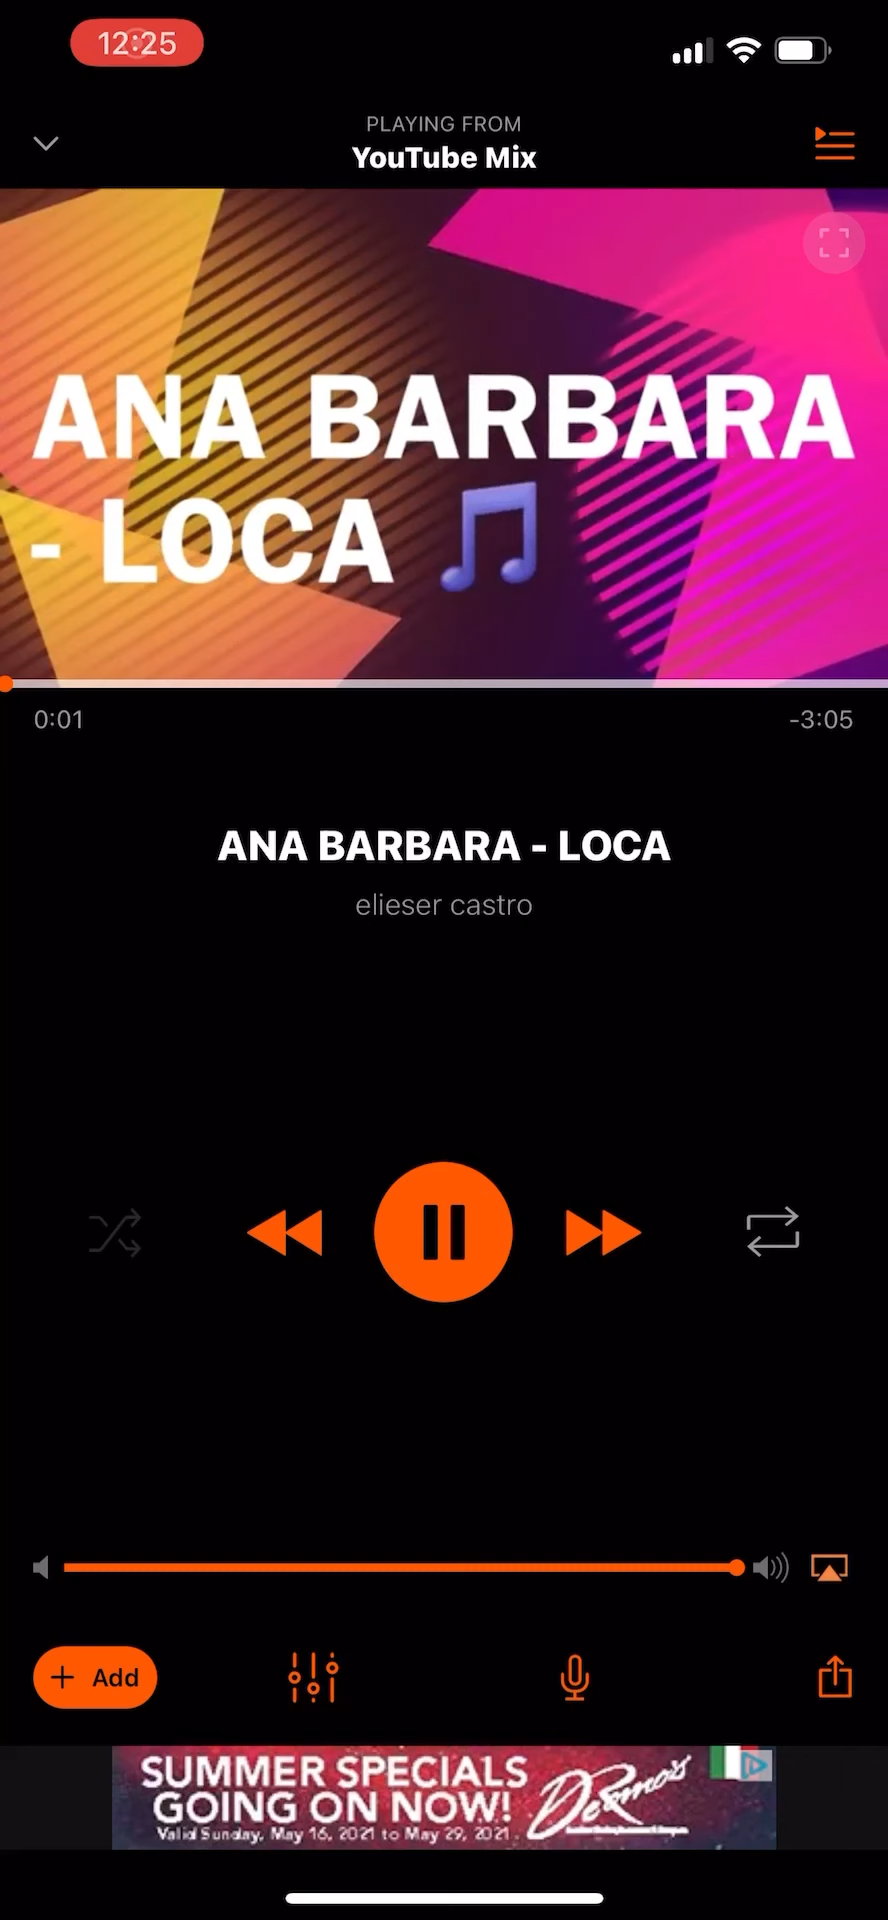 12:25
PLAYING FROM
YouTube Mix
ANA BARBARA
- LOCA
0:01
-3:05
ANA BARBARA - LOCA
elieser castro
+ Add
SUMMER SPECIALS
GOING ON NOW!
Valid Sunday, May 16, 2021 to May 29, 2021.
DeRomo's